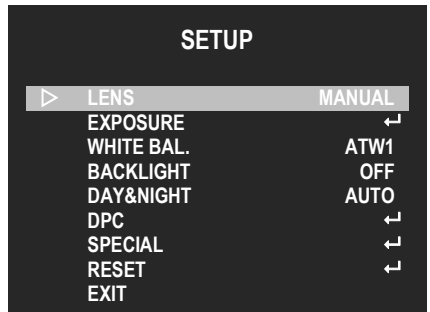 SETUP
▷ LENS MANUAL
EXPOSURE ↵
WHITE BAL. ATW1
BACKLIGHT OFF
DAY&NIGHT AUTO
DPC ↵
SPECIAL ↵
RESET ↵
EXIT